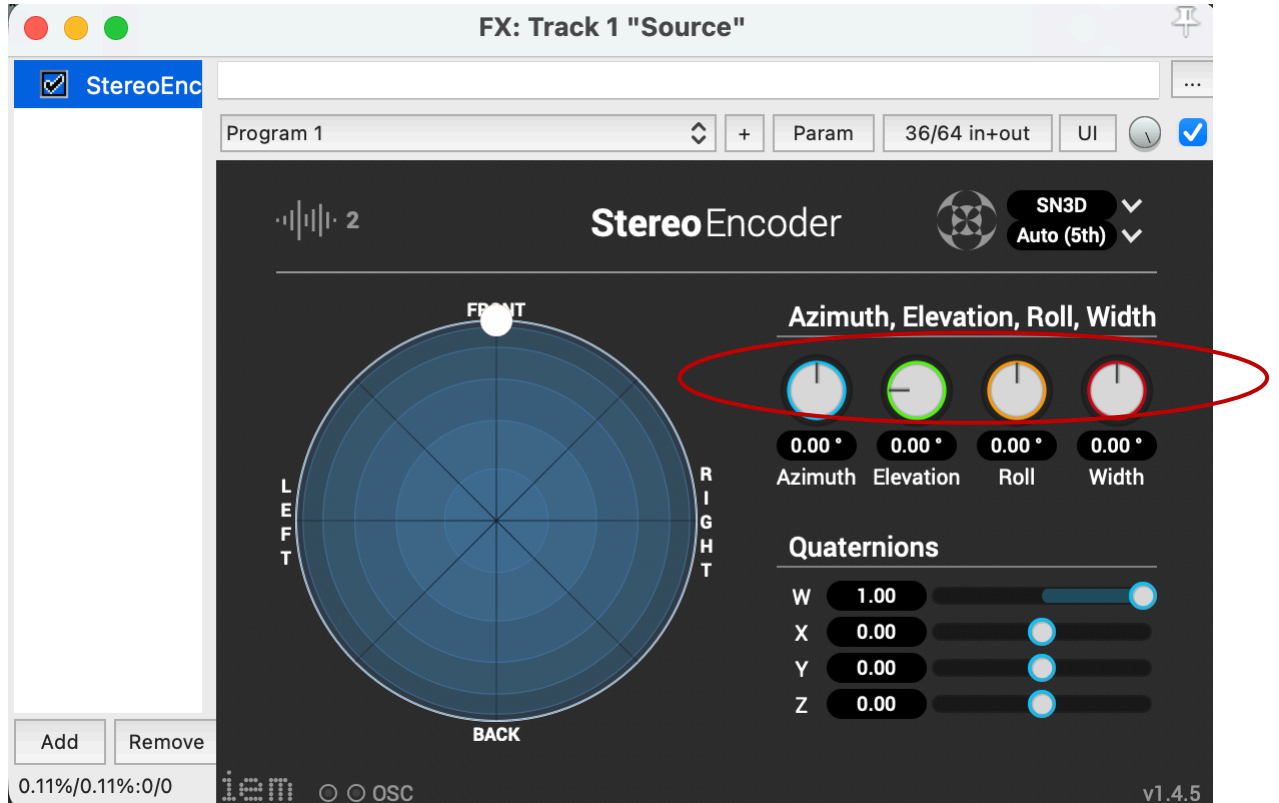 FX: Track 1 "Source"
StereoEnc
...
Program 1
+
Param
36/64 in+out
UI
2
StereoEncoder
SN3D
Auto (5th)
FRONT
LEFT
RIGHT
BACK
Azimuth, Elevation, Roll, Width
0.00 ° 0.00 ° 0.00 ° 0.00 °
Azimuth Elevation Roll Width
Quaternions
W 1.00
X 0.00
Y 0.00
Z 0.00
Add Remove
0.11%/0.11%:0/0
iem
OSC
v1.4.5